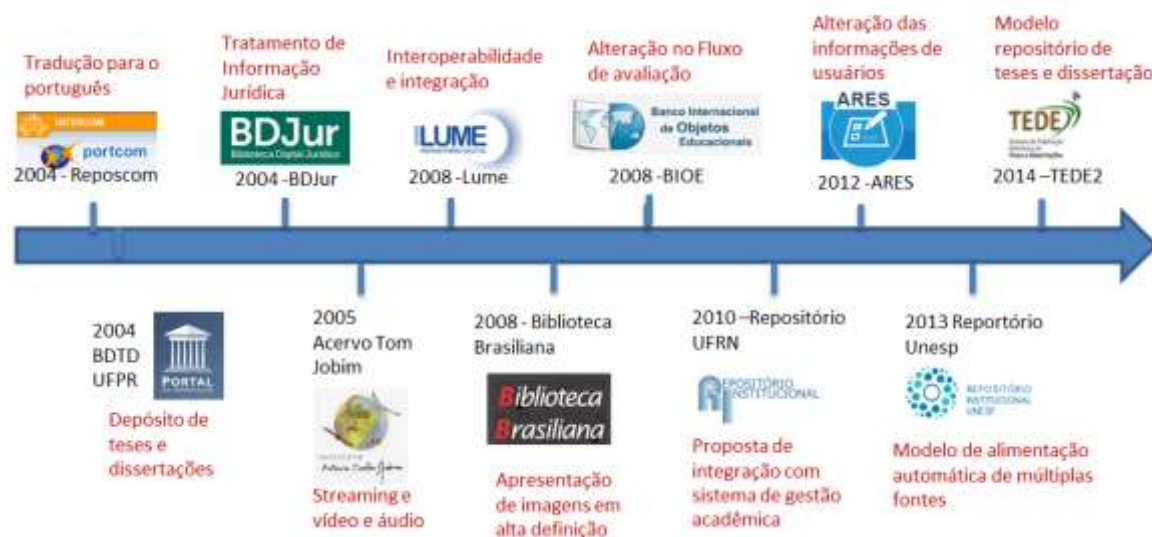 Tradução para o
português
INTERCOM
portcom
2004 - Reposcom
Tratamento de
Informação
Jurídica
BDJur
Biblioteca Digital Jurídica
2004 -BDJur
Interoperabilidade
e integração
LUME
2008 -Lume
Alteração no Fluxo
de avaliação
Banco Internacional
de Objetos
Educacionais
2008 -BIOE
Alteração das
informações de
usuários
ARES
2012 -ARES
Modelo
repositório de
teses e dissertação
TEDE
2014 –TEDE2
2004
BDTD
UFPR
PORTAL
Depósito de
teses e
dissertações
2005
Acervo Tom
Jobim
Streaming e
vídeo e áudio
2008 - Biblioteca
Brasiliana
Biblioteca
Brasiliana
Apresentação
de imagens em
alta definição
2010 –Repositório
UFRN
REPOSITÓRIO
INSTITUCIONAL
Proposta de
integração com
sistema de gestão
acadêmica
2013 Reportório
Unesp
REPOSITÓRIO
INSTITUCIONAL
UNESP
Modelo de alimentação
automática de múltiplas
fontes